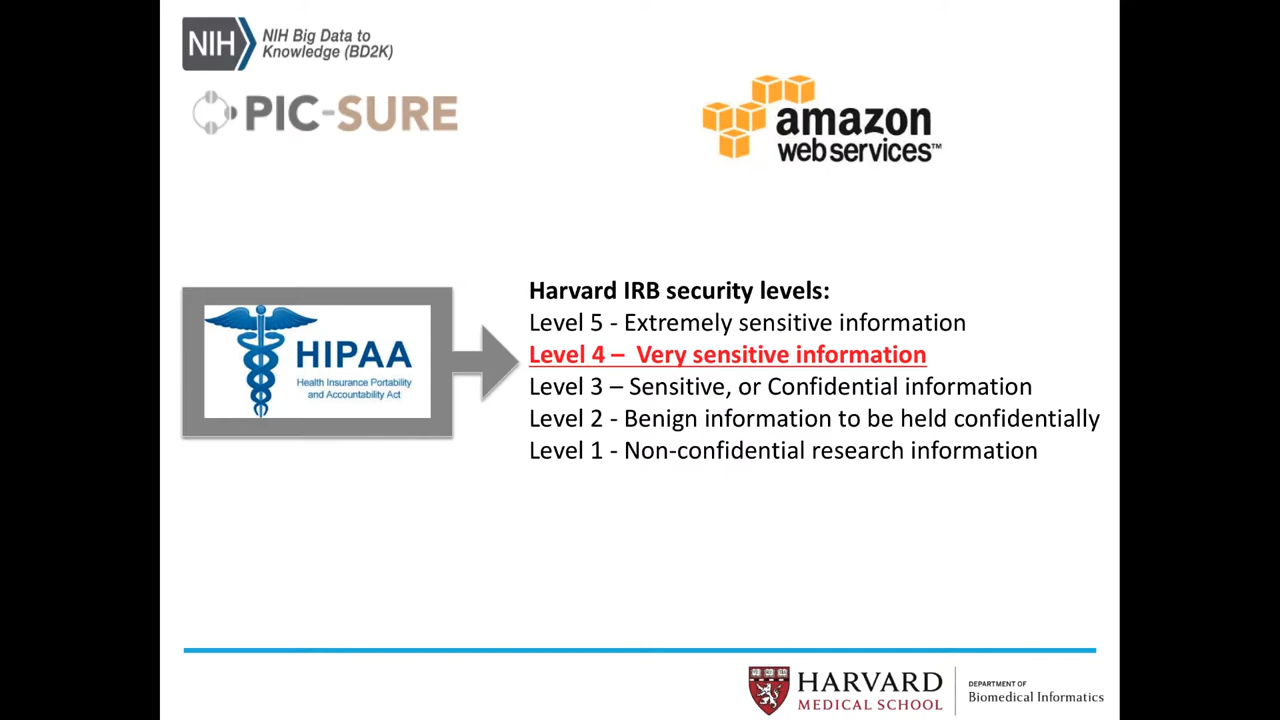 NIH
NIH Big Data to
Knowledge (BD2K)
PIC-SURE
amazon
web services™
Harvard IRB security levels:
Level 5 - Extremely sensitive information
Level 4 – Very sensitive information
Level 3 – Sensitive, or Confidential information
Level 2 - Benign information to be held confidentially
Level 1 - Non-confidential research information
HIPAA
Health Insurance Portability
and Accountability Act
HARVARD
MEDICAL SCHOOL
DEPARTMENT OF
Biomedical Informatics